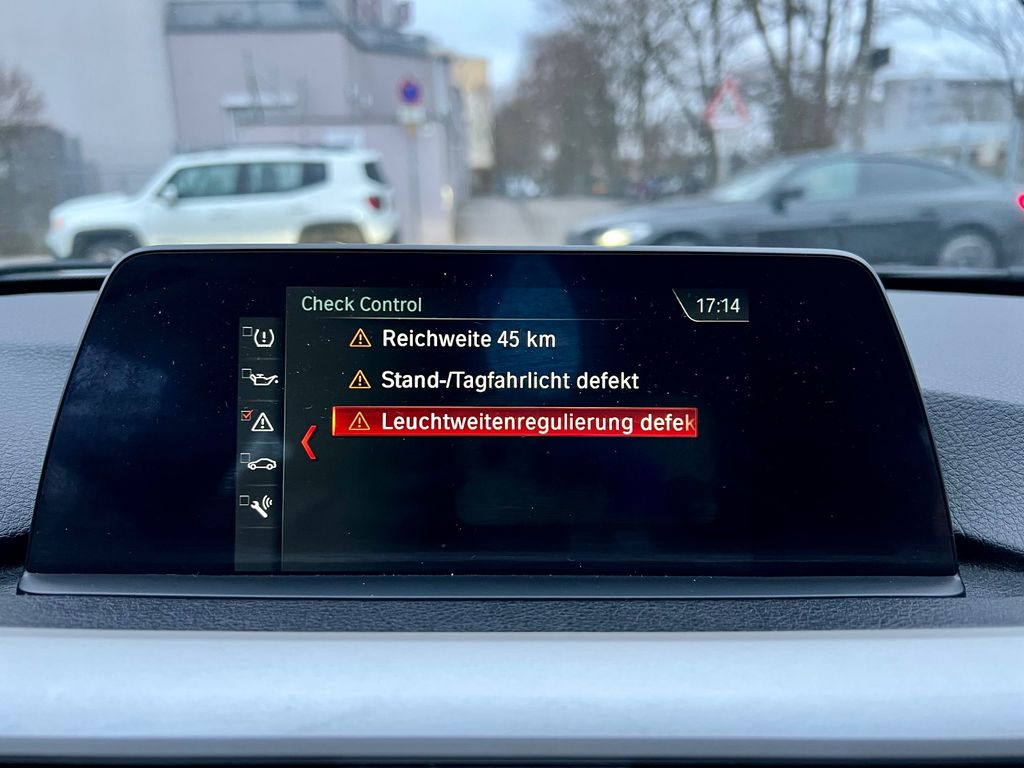 Check Control
17:14
Reichweite 45 km
Stand-/Tagfahrlicht defekt
Leuchtweitenregulierung defek